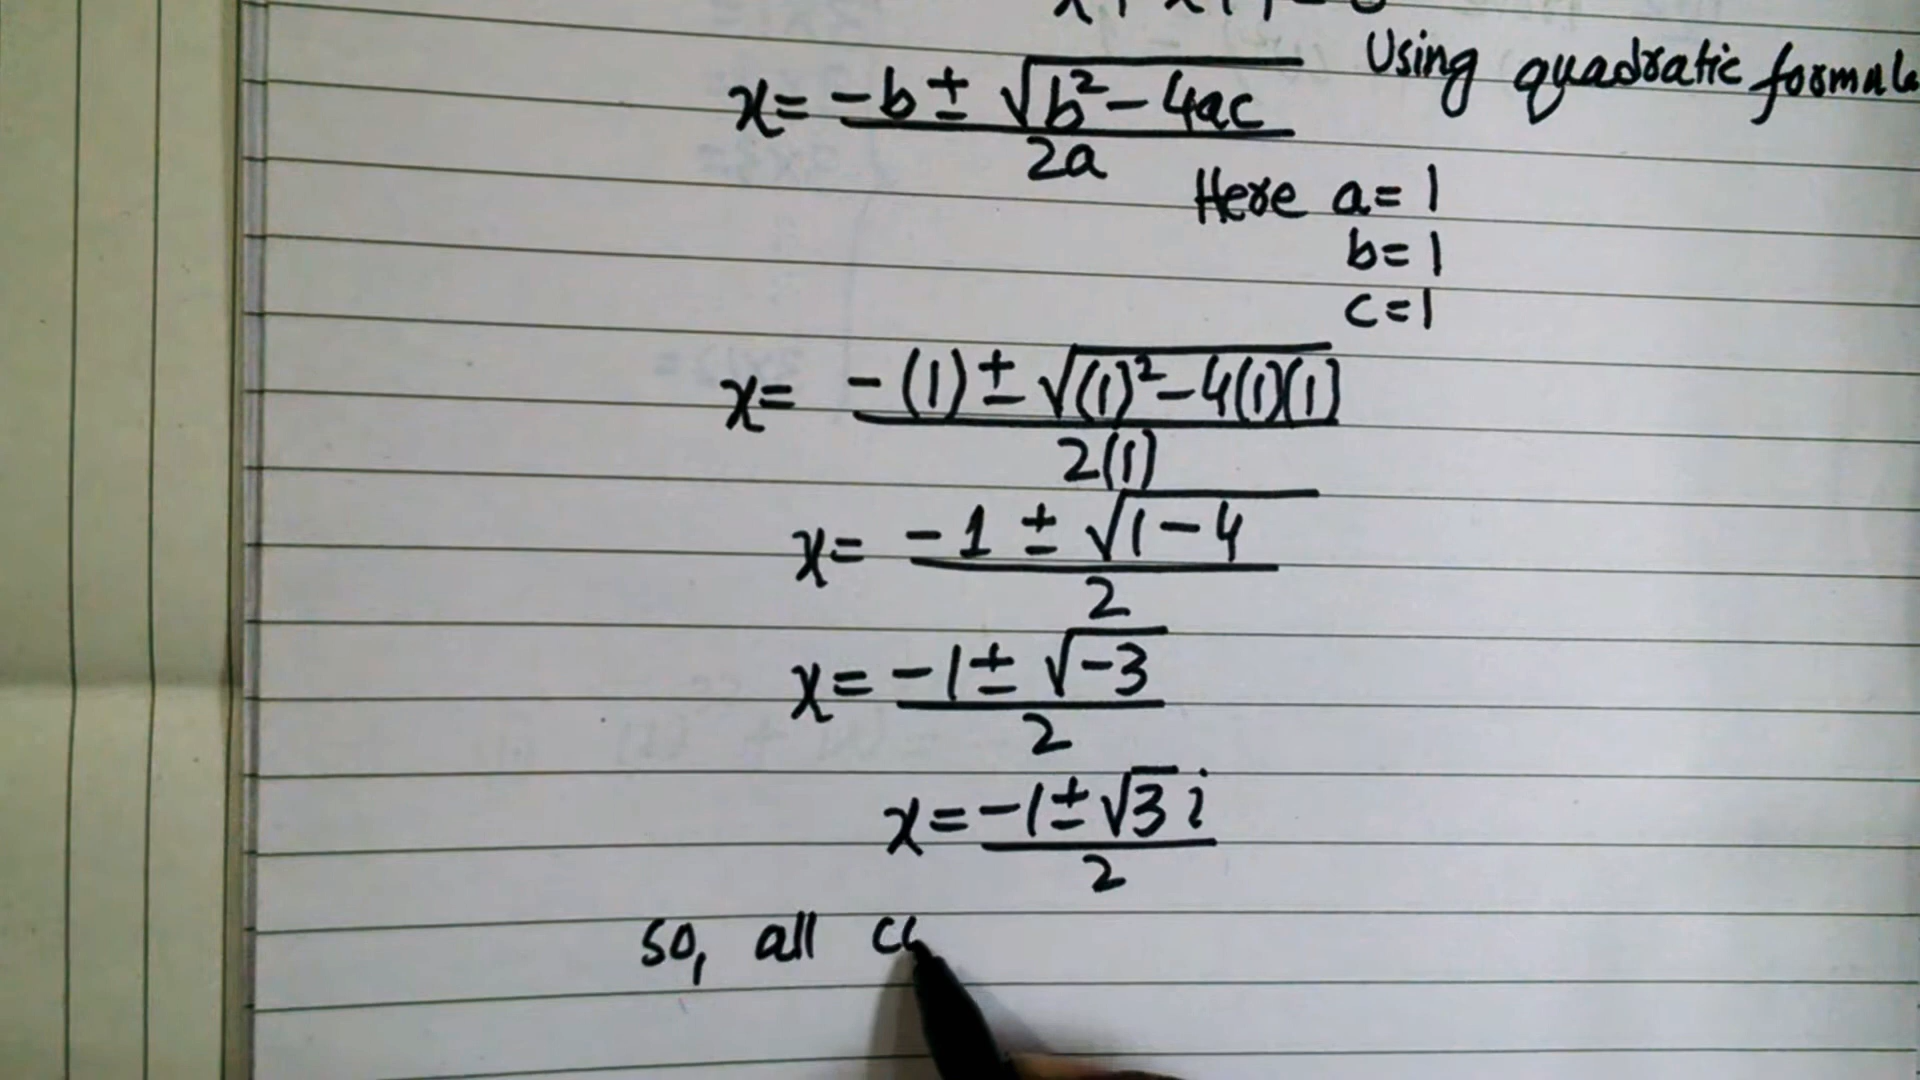 Using quadratic formula
x = -b ± √b² - 4ac
2a
Here a = 1
b = 1
c = 1
x = -(1) ± √(1)² - 4(1)(1)
2(1)
x = -1 ± √1 - 4
2
x = -1 ± √-3
2
x = -1 ± √3 i
2
so, all